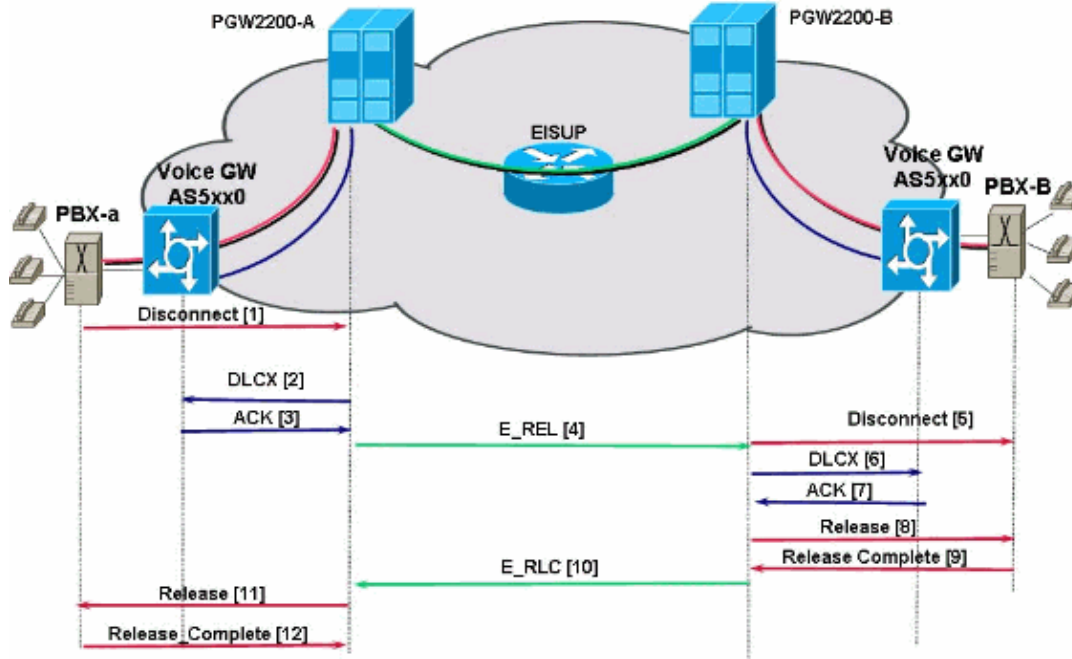 PGW2200-A
PGW2200-B
EISUP
Voice GW
AS5xx0
Voice GW
AS5xx0
PBX-a
PBX-B
Disconnect [1]
DLCX [2]
ACK [3]
E_REL [4]
Disconnect [5]
DLCX [6]
ACK [7]
Release [8]
Release Complete [9]
E_RLC [10]
Release [11]
Release_Complete [12]